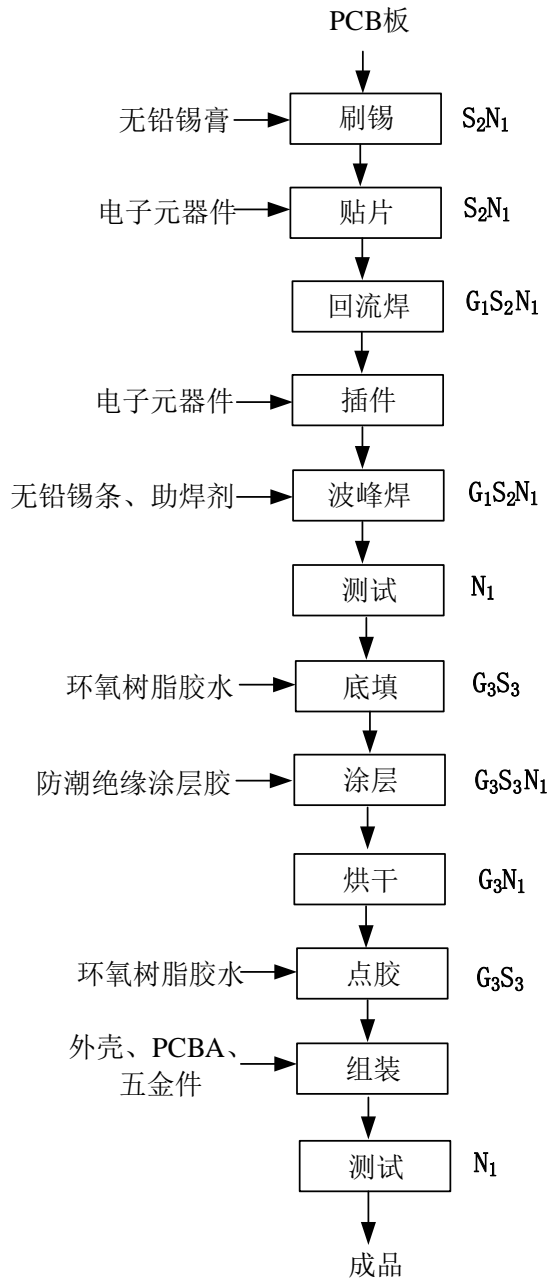 PCB板
无铅锡膏
刷锡
S₂N₁
电子元器件
贴片
S₂N₁
回流焊
G₁S₂N₁
电子元器件
插件
无铅锡条、助焊剂
波峰焊
G₁S₂N₁
测试
N₁
环氧树脂胶水
底填
G₃S₃
防潮绝缘涂层胶
涂层
G₃S₃N₁
烘干
G₃N₁
环氧树脂胶水
点胶
G₃S₃
外壳、PCBA、
五金件
组装
测试
N₁
成品